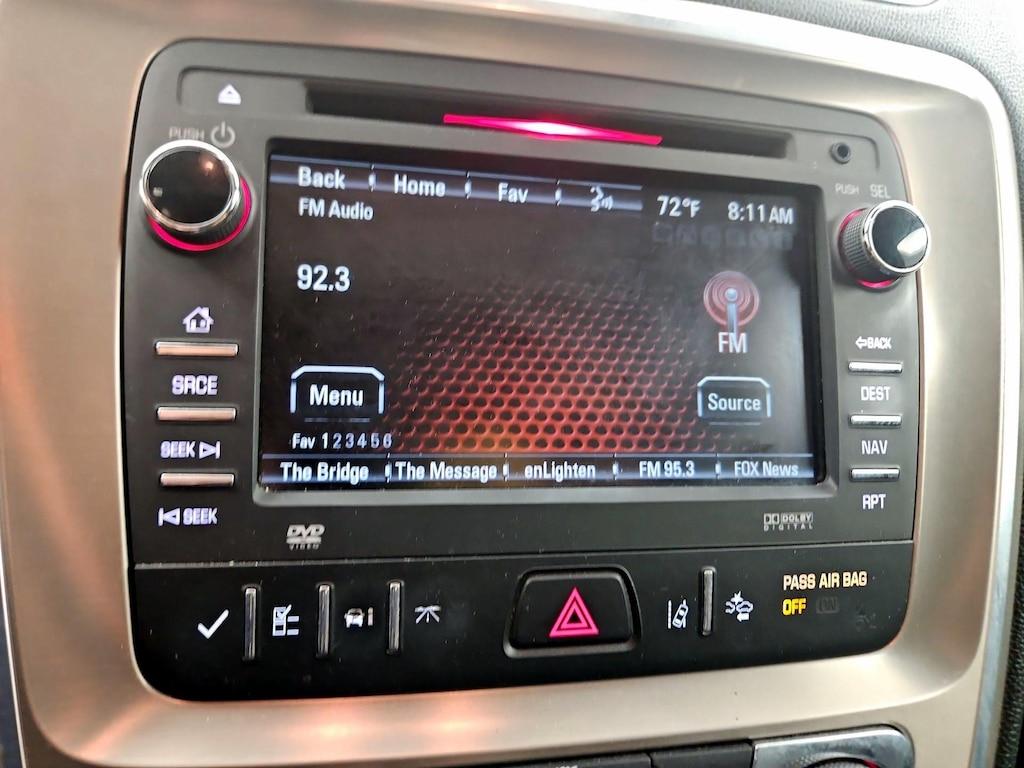 PUSH
PUSH SEL
Back Home Fav
FM Audio
72°F 8:11AM
92.3
FM
Menu
Source
Fav 1 2 3 4 5 6
The Bridge The Message enLighten FM 95.3 FOX News
SRCE
SEEK
SEEK
BACK
DEST
NAV
RPT
DVD
VIDEO
DOLBY
DIGITAL
PASS AIR BAG
OFF ON